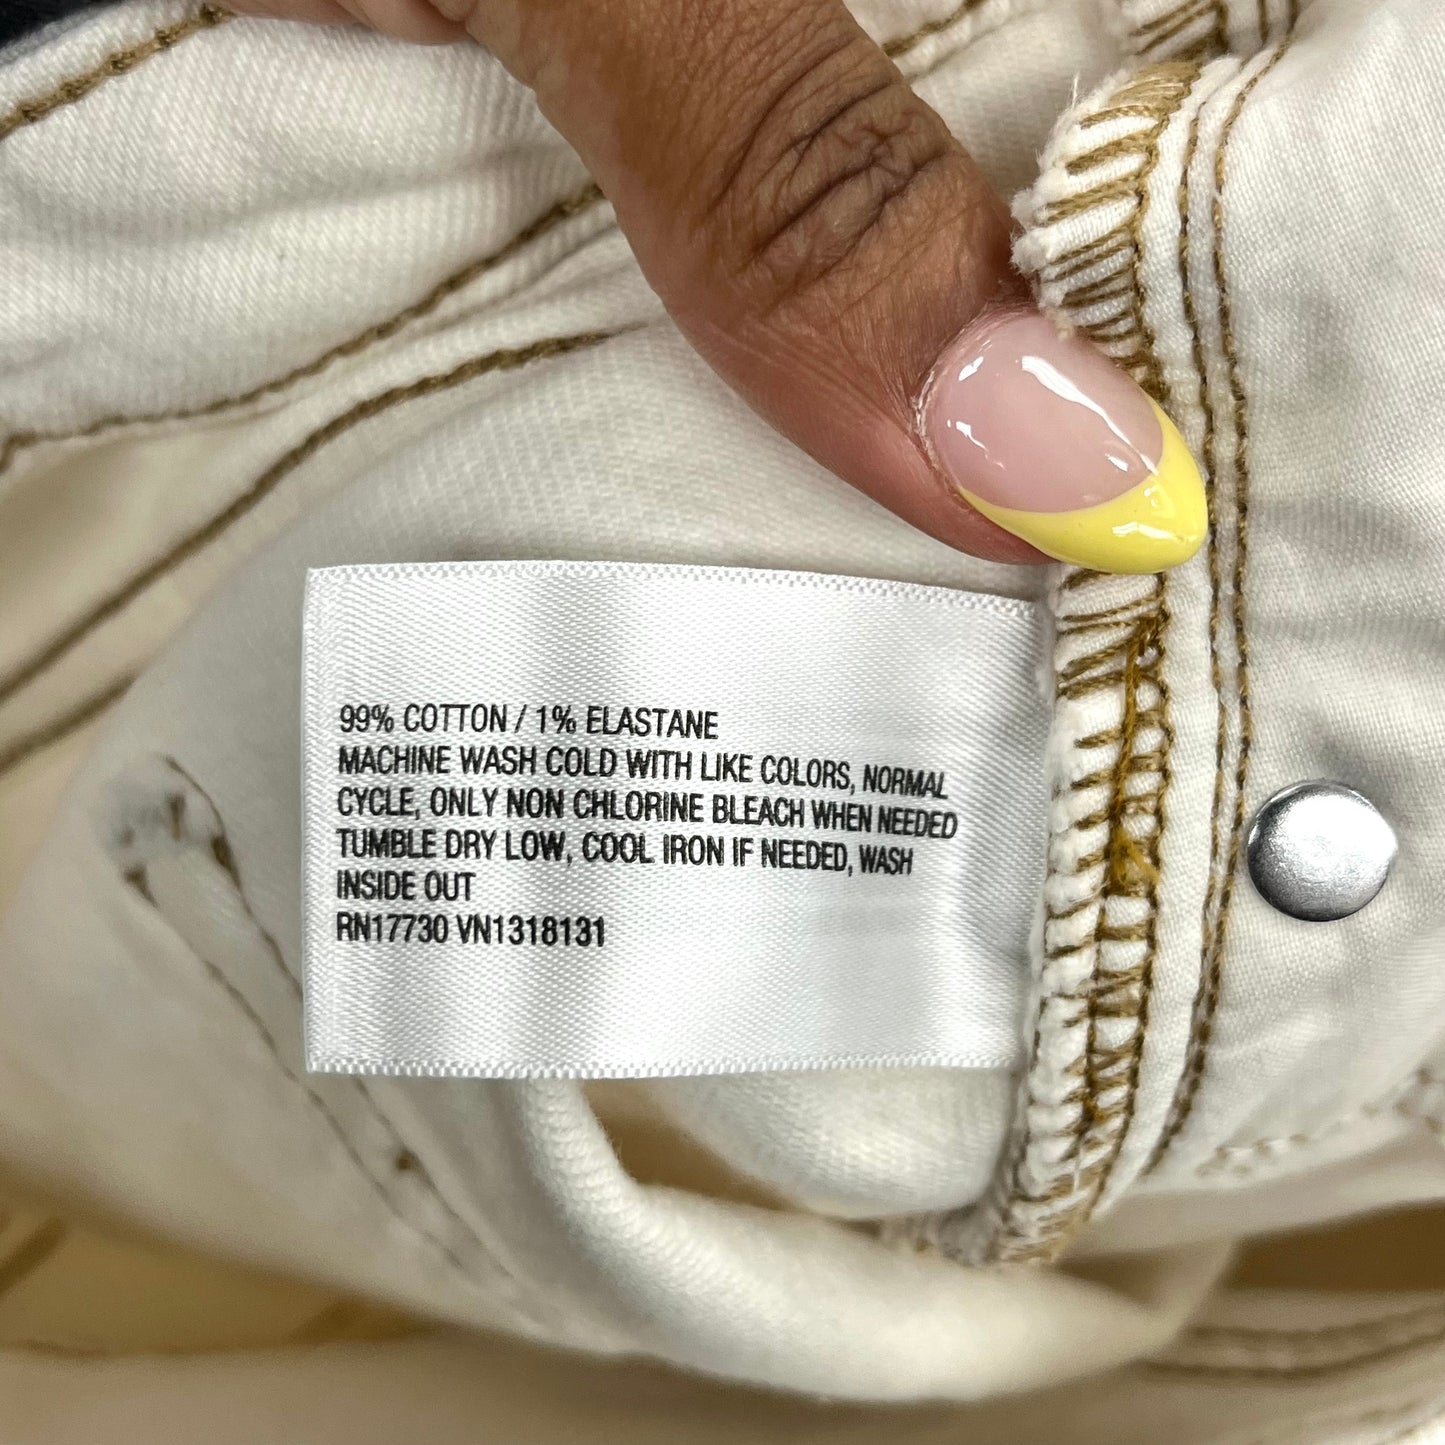 99% COTTON / 1% ELASTANE
MACHINE WASH COLD WITH LIKE COLORS, NORMAL
CYCLE, ONLY NON CHLORINE BLEACH WHEN NEEDED
TUMBLE DRY LOW, COOL IRON IF NEEDED, WASH
INSIDE OUT
RN17730 VN1318131